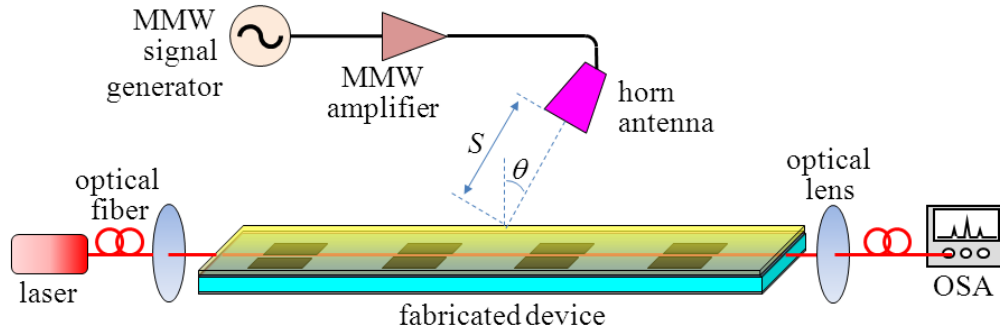 MMW
signal
generator
MMW
amplifier
horn
antenna
S
θ
optical
fiber
optical
lens
laser
fabricated device
OSA